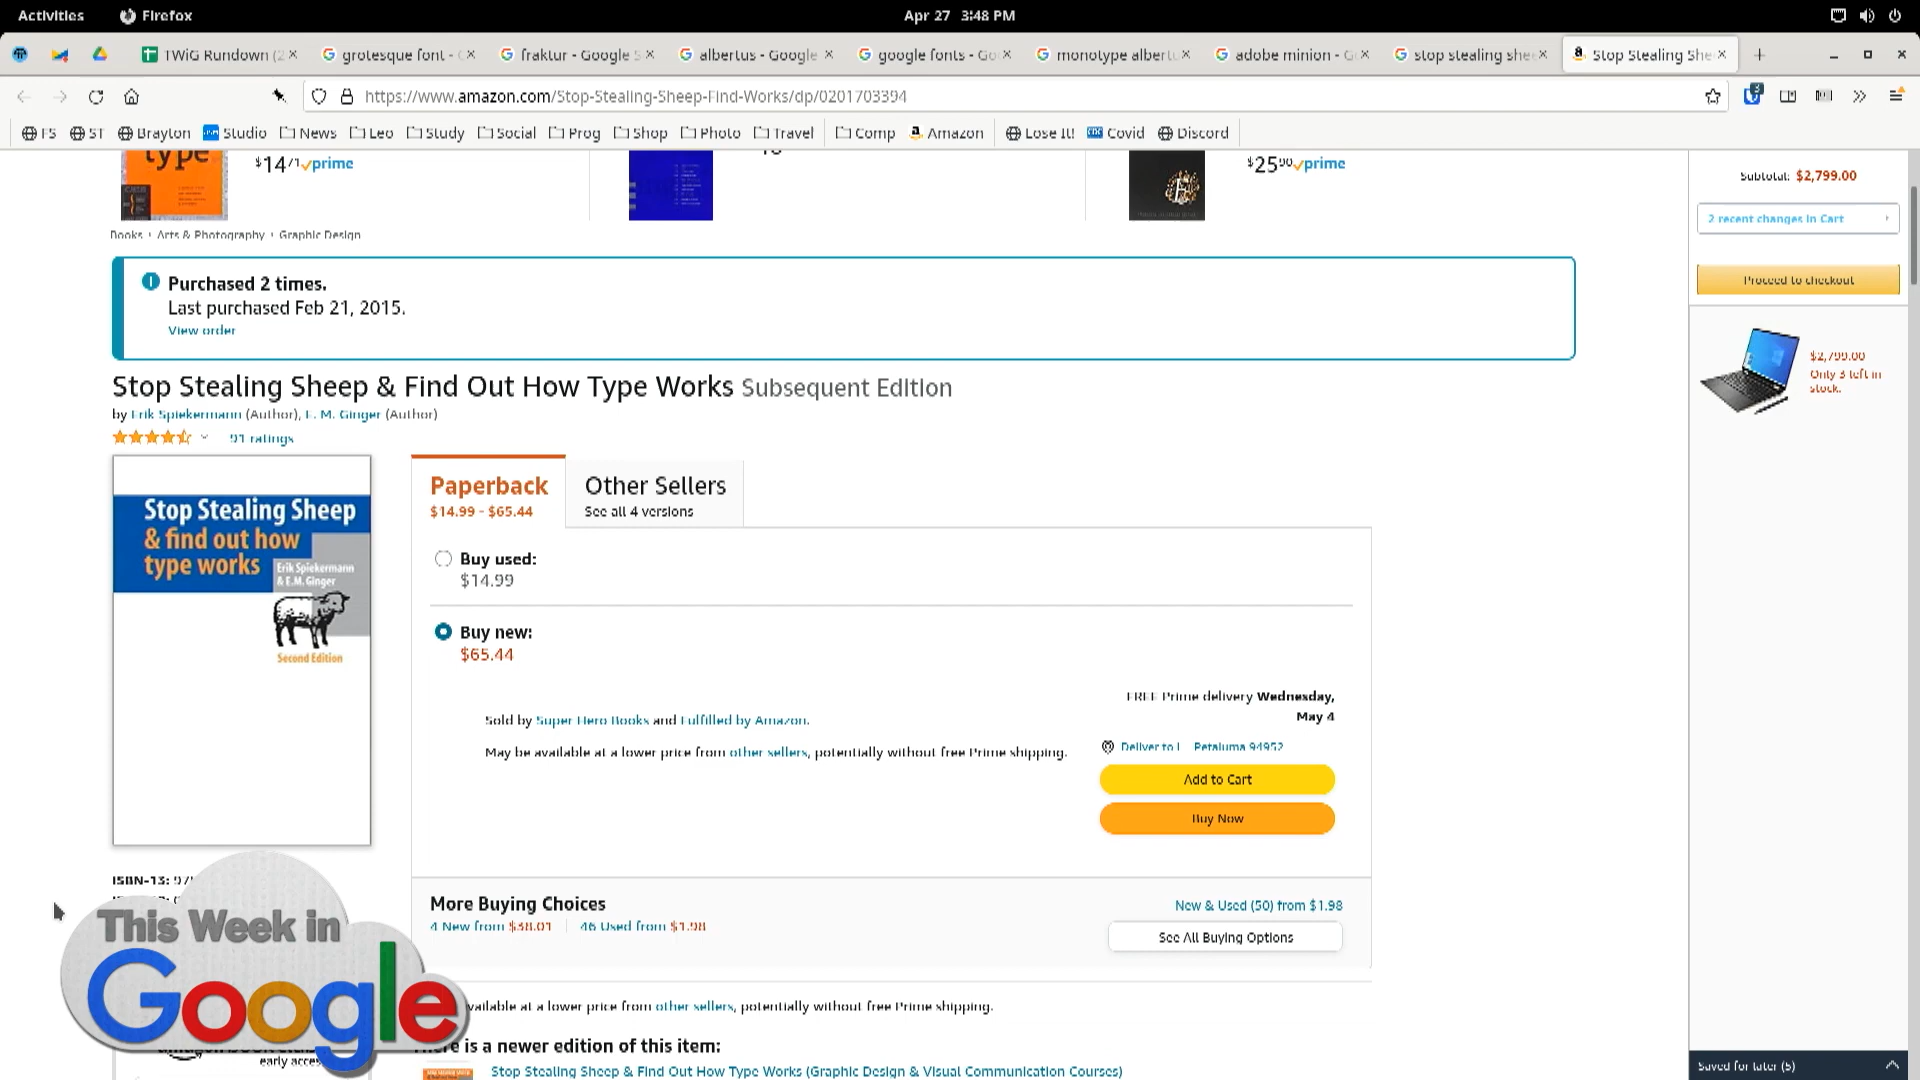 Activities
Firefox
Apr 27 3:48 PM
TWiG Rundown (2
grotesque font - G
fraktur - Google S
albertus - Google
google fonts - Go
monotype albertu
adobe minion - G
stop stealing shee
Stop Stealing Shee
https://www.amazon.com/Stop-Stealing-Sheep-Find-Works/dp/0201703394
FS
ST
Brayton
Studio
News
Leo
Study
Social
Prog
Shop
Photo
Travel
Comp
Amazon
Lose It!
Covid
Discord
type
$14 71 prime
$25 90 prime
Books › Arts & Photography › Graphic Design
Subtotal: $2,799.00
2 recent changes in Cart
Proceed to checkout
$2,799.00
Only 3 left in
stock.
Purchased 2 times.
Last purchased Feb 21, 2015.
View order
Stop Stealing Sheep & Find Out How Type Works Subsequent Edition
by Erik Spiekermann (Author), E. M. Ginger (Author)
91 ratings
Stop Stealing Sheep
& find out how
type works
Erik Spiekermann
& E.M. Ginger
Second Edition
Paperback
$14.99 - $65.44
Other Sellers
See all 4 versions
Buy used:
$14.99
Buy new:
$65.44
FREE Prime delivery Wednesday,
May 4
Sold by Super Hero Books and Fulfilled by Amazon.
May be available at a lower price from other sellers, potentially without free Prime shipping.
Deliver to L Petaluma 94952
Add to Cart
Buy Now
ISBN-13: 97
More Buying Choices
4 New from $38.01
46 Used from $1.98
New & Used (50) from $1.98
See All Buying Options
This Week in
Google
vailable at a lower price from other sellers, potentially without free Prime shipping.
early acces
here is a newer edition of this item:
Stop Stealing Sheep & Find Out How Type Works (Graphic Design & Visual Communication Courses)
Saved for later (5)